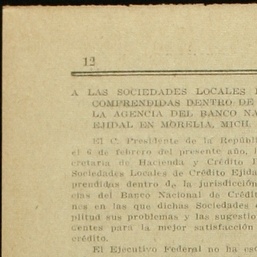 12
A LAS SOCIEDADES LOCALES
COMPRENDIDAS DENTRO DE
LA AGENCIA DEL BANCO NA
EJIDAL EN MORELIA, MICH.
El C. Presidente de la Repúbli
el 6 de febrero del presente año, l
cretaría de Hacienda y Crédito P
Sociedades Locales de Crédito Ejida
prendidas dentro de la jurisdicción
cias del Banco Nacional de Crédit
nes en las que dichas Sociedades e
plitud sus problemas y las sugestio
centes para la mejor satisfacción
crédito.
El Ejecutivo Federal no ha esc